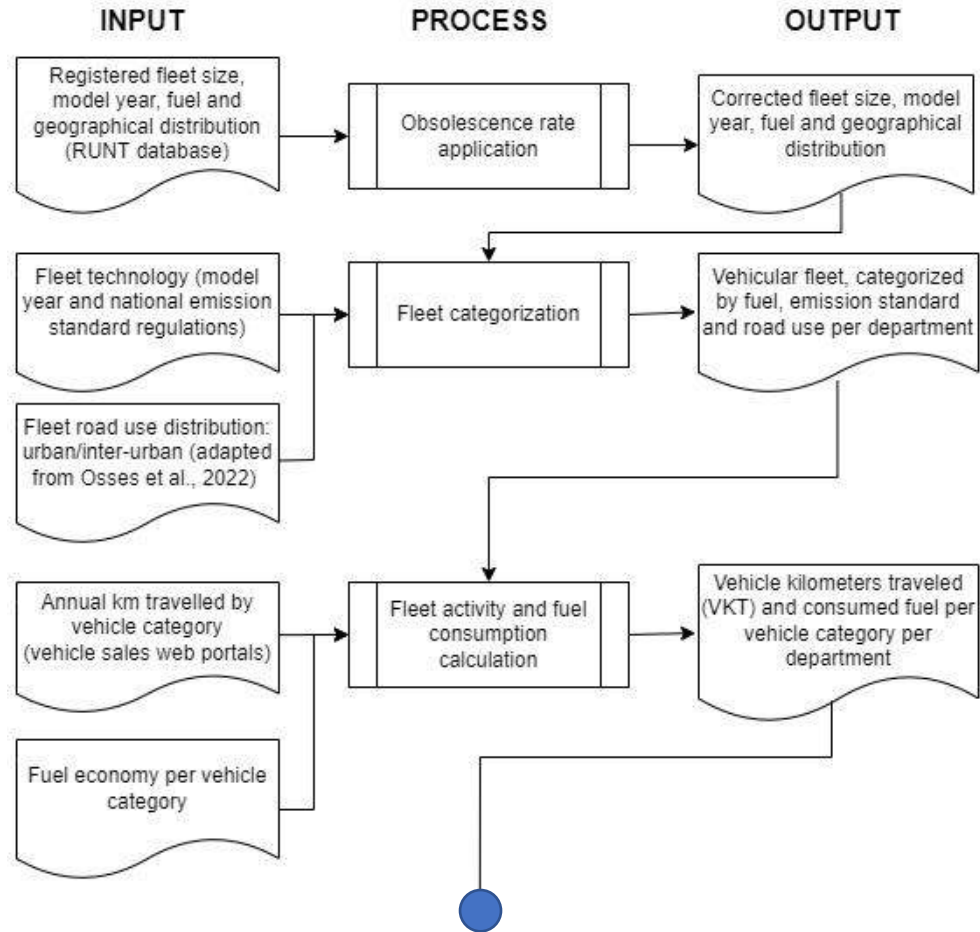 INPUT
PROCESS
OUTPUT
Registered fleet size,
model year, fuel and
geographical distribution
(RUNT database)
Obsolescence rate
application
Corrected fleet size, model
year, fuel and geographical
distribution
Fleet technology (model
year and national emission
standard regulations)
Fleet categorization
Vehicular fleet, categorized
by fuel, emission standard
and road use per department
Fleet road use distribution:
urban/inter-urban (adapted
from Osses et al., 2022)
Annual km travelled by
vehicle category
(vehicle sales web portals)
Fleet activity and fuel
consumption
calculation
Vehicle kilometers traveled
(VKT) and consumed fuel per
vehicle category per
department
Fuel economy per vehicle
category